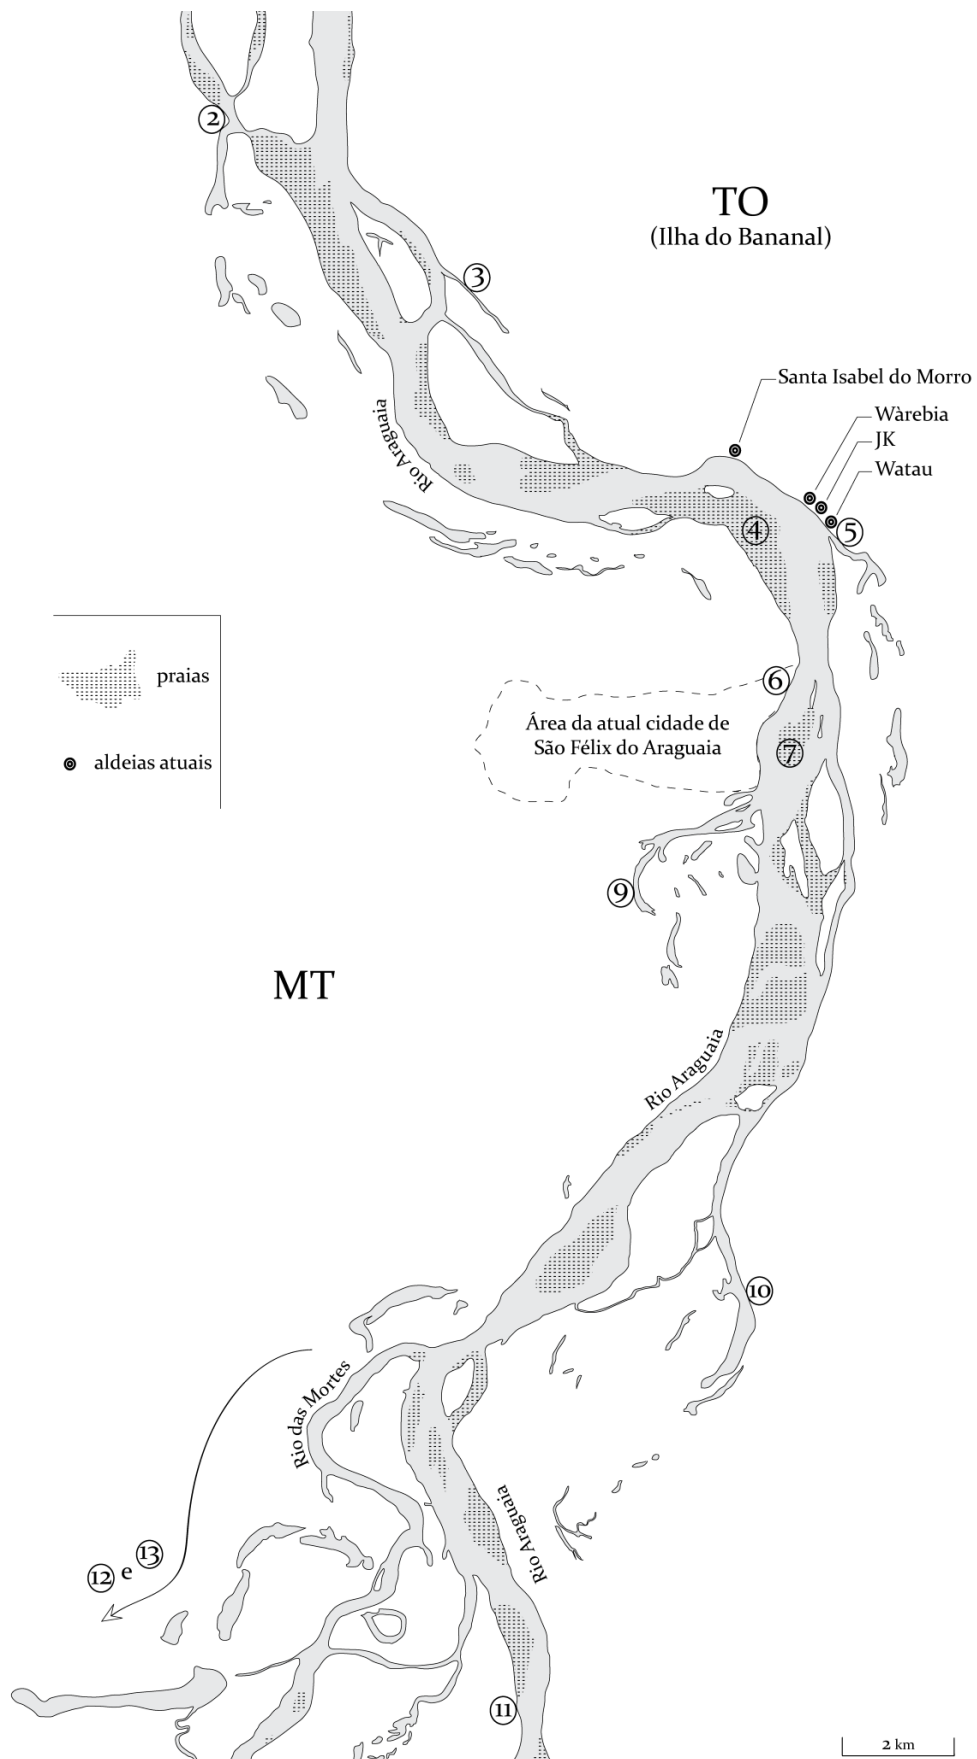 2
TO
(Ilha do Bananal)
3
Santa Isabel do Morro
Wàrebia
JK
Watau
Rio Araguaia
4
5
praias
aldeias atuais
6
Área da atual cidade de
São Félix do Araguaia
7
9
MT
Rio Araguaia
10
Rio das Mortes
Rio Araguaia
12 e 13
11
2 km